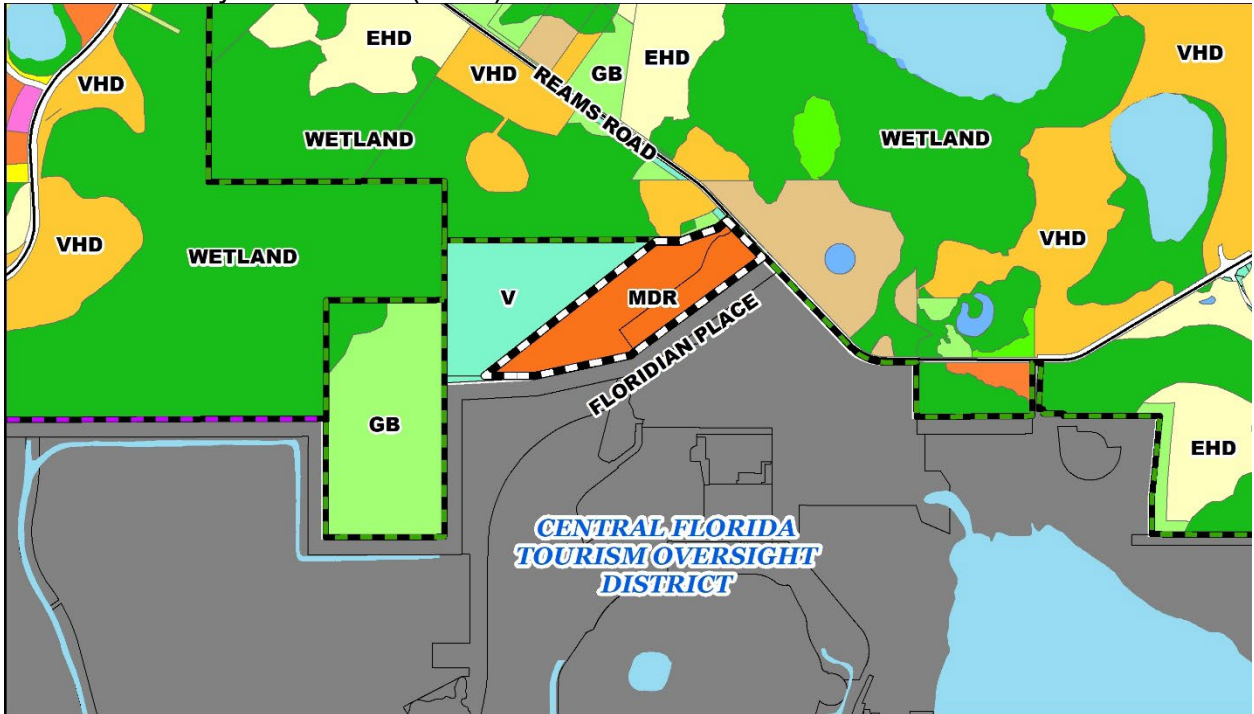 EHD
VHD
GB
EHD
VHD
VHD
REAMS ROAD
WETLAND
WETLAND
VHD
WETLAND
VHD
V
MDR
FLORIDIAN PLACE
GB
EHD
CENTRAL FLORIDA
TOURISM OVERSIGHT
DISTRICT